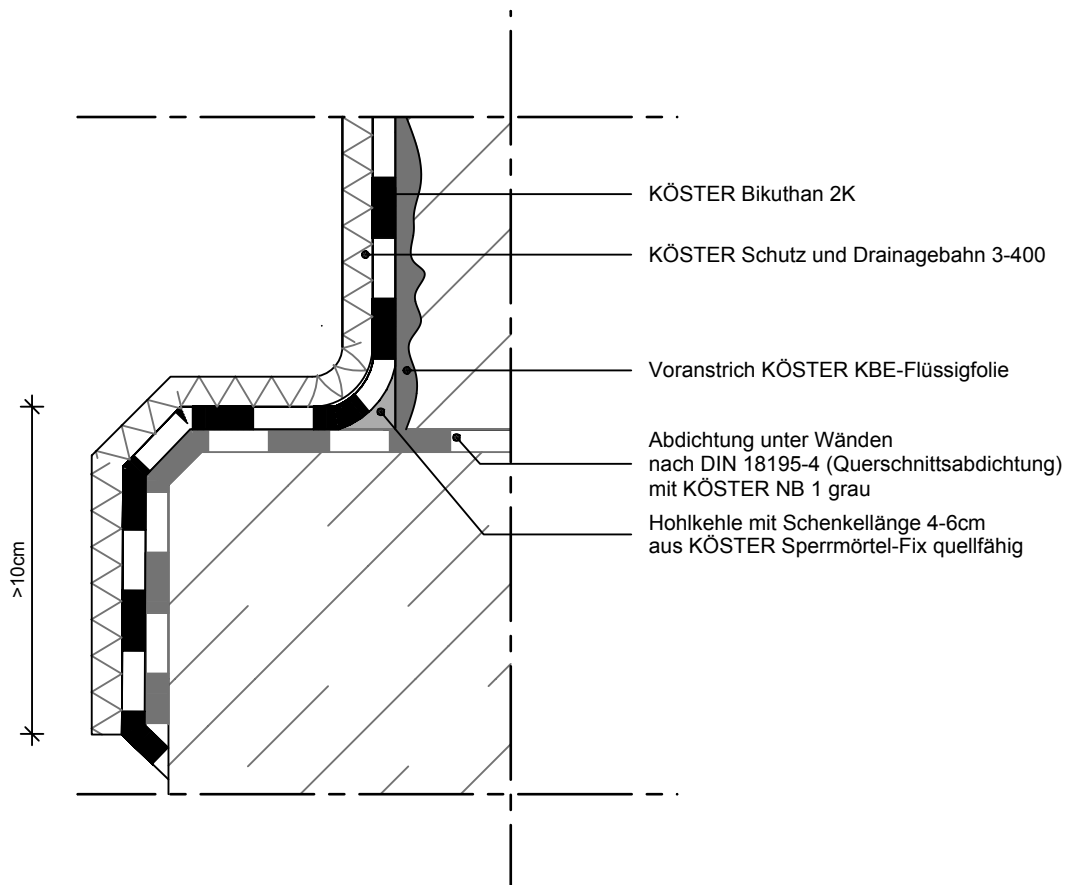 KÖSTER Bikuthan 2K
KÖSTER Schutz und Drainagebahn 3-400
Voranstrich KÖSTER KBE-Flüssigfolie
Abdichtung unter Wänden
nach DIN 18195-4 (Querschnittsabdichtung)
mit KÖSTER NB 1 grau
Hohlkehle mit Schenkellänge 4-6cm
aus KÖSTER Sperrmörtel-Fix quellfähig
>10cm